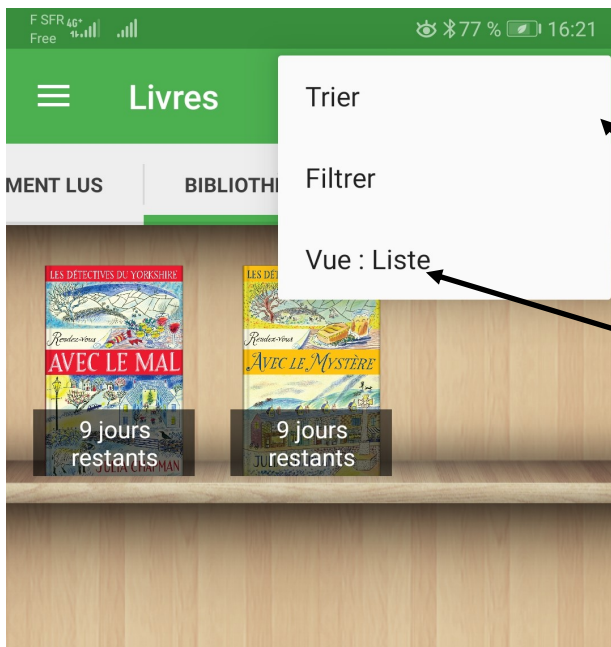 F SFR 4G+
Free
77 % 16:21
Livres
Trier
MENT LUS
BIBLIOTHE
Filtrer
Vue : Liste
LES DÉTECTIVES DU YORKSHIRE
Rendez-vous
AVEC LE MAL
9 jours
restants
JULIA CHAPMAN
LES DÉT
Rendez-vous
AVEC LE MYSTÈRE
9 jours
restants
JU